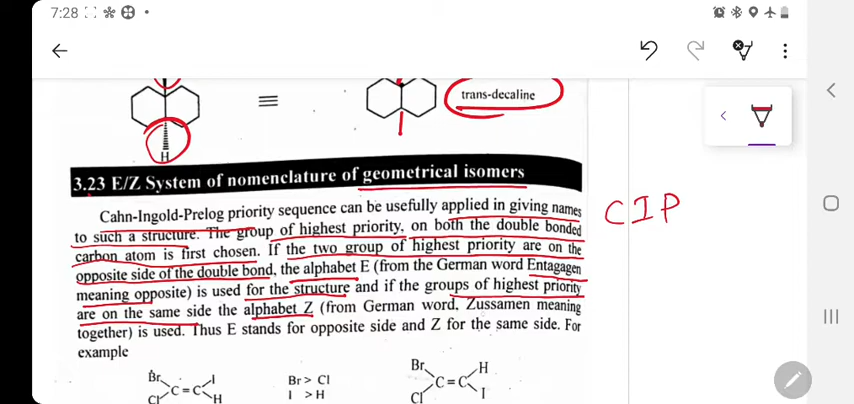 7:28
H
trans-decaline
3.23 E/Z System of nomenclature of geometrical isomers
Cahn-Ingold-Prelog priority sequence can be usefully applied in giving names
to such a structure. The group of highest priority, on both the double bonded
carbon atom is first chosen. If the two group of highest priority are on the
opposite side of the double bond, the alphabet E (from the German word Entagagen
meaning opposite) is used for the structure and if the groups of highest priority
are on the same side the alphabet Z (from German word, Zussamen meaning
together) is used. Thus E stands for opposite side and Z for the same side. For
example
CIP
Br I
C=C
Cl H
Br > Cl
I > H
Br H
C=C
Cl I